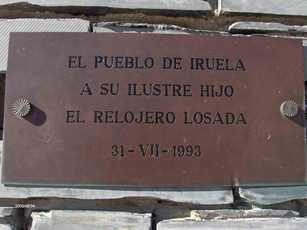 EL PUEBLO DE IRUELA
A SU ILUSTRE HIJO
EL RELOJERO LOSADA
31-VII-1993